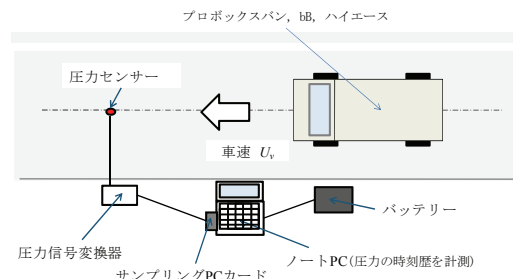 プロボックスバン，bB，ハイエース
圧力センサー
車速 Uv
バッテリー
圧力信号変換器
ノートPC(圧力の時刻歴を計測)
サンプリングPCカード